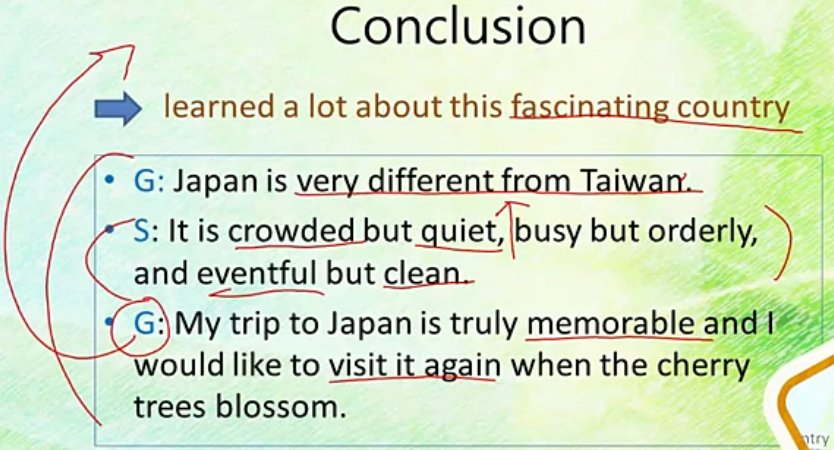 Conclusion
learned a lot about this fascinating country
• G: Japan is very different from Taiwan.
• S: It is crowded but quiet, busy but orderly,
and eventful but clean.
• G: My trip to Japan is truly memorable and I
would like to visit it again when the cherry
trees blossom.
ntry